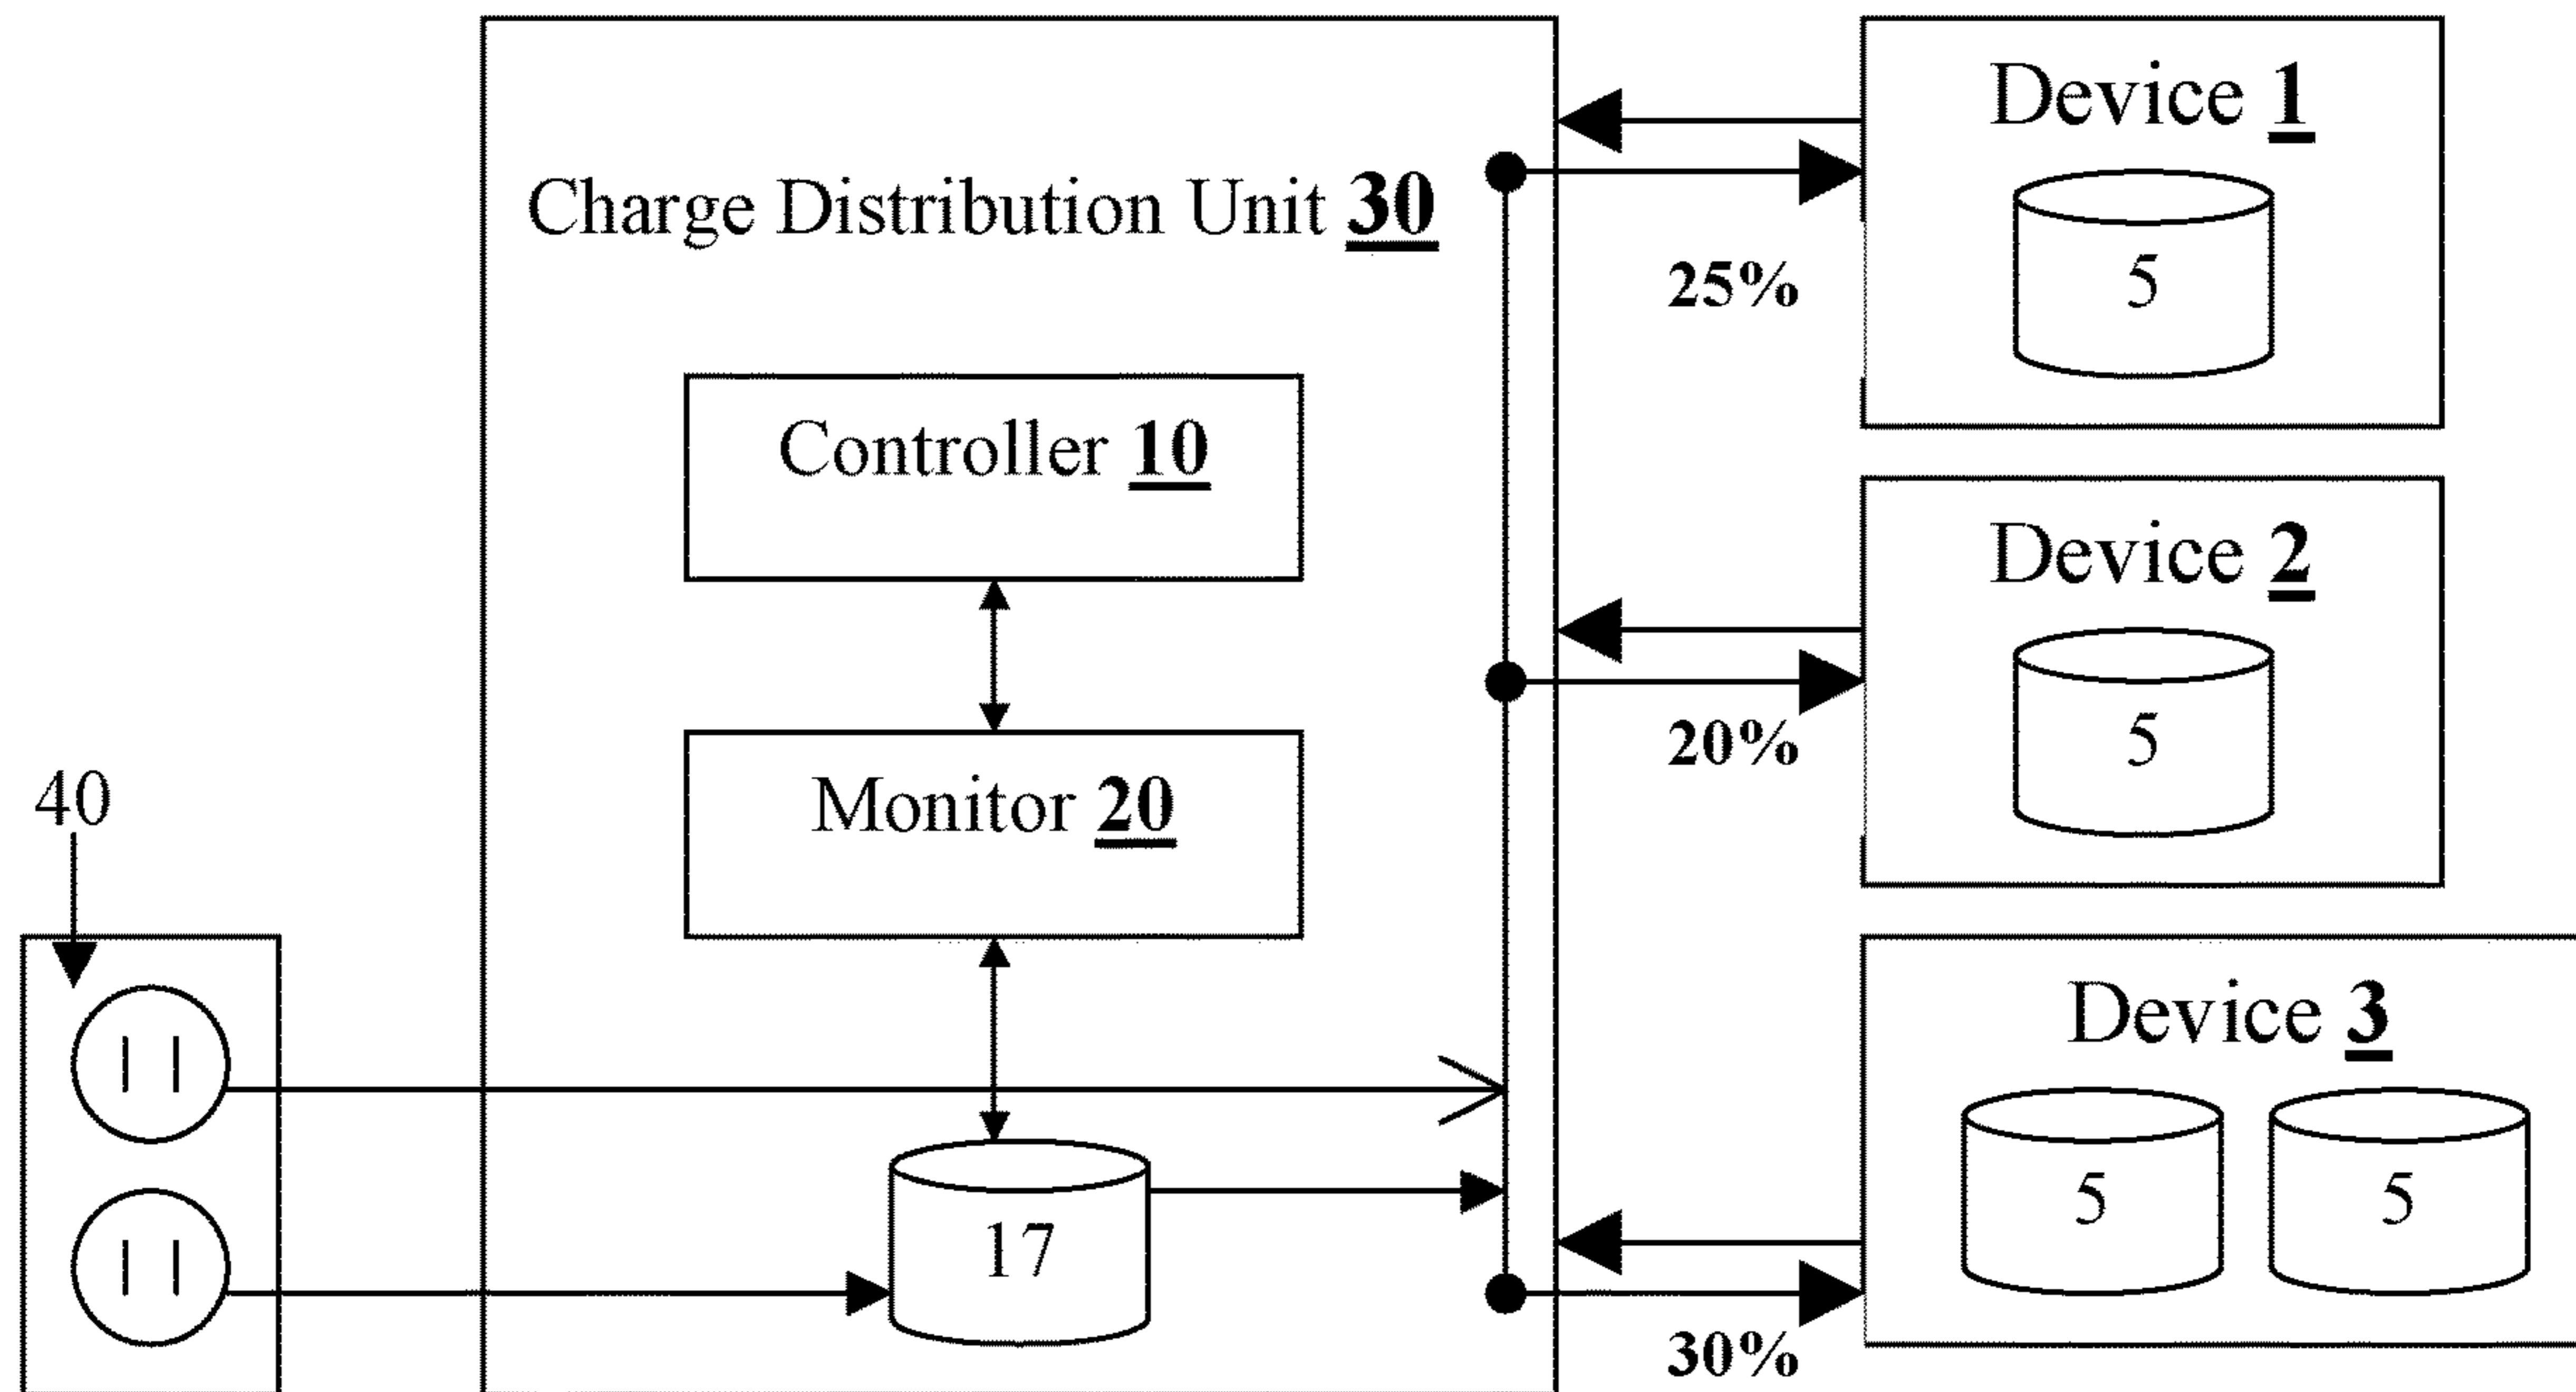 Charge Distribution Unit 30
Controller 10
Monitor 20
17
40
25%
20%
30%
Device 1
5
Device 2
5
Device 3
5 5